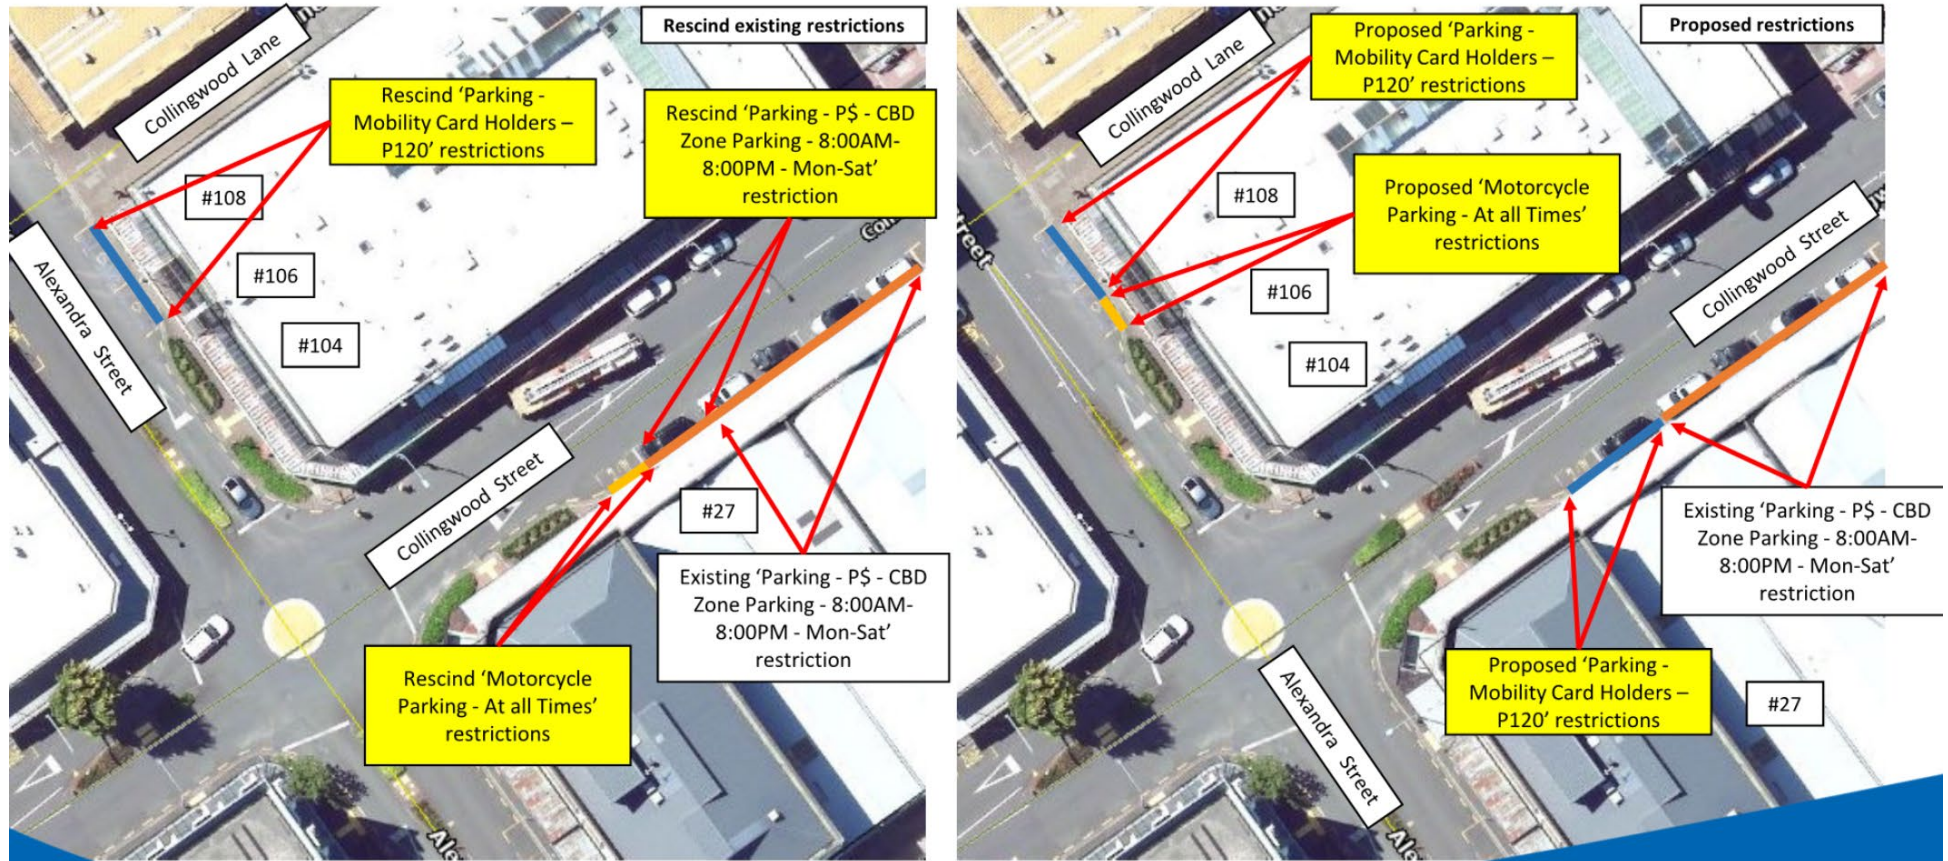 Rescind existing restrictions
Collingwood Lane
Rescind ‘Parking -
Mobility Card Holders –
P120’ restrictions
Rescind ‘Parking - P$ - CBD
Zone Parking - 8:00AM-
8:00PM - Mon-Sat’
restriction
#108
#106
#104
Alexandra Street
Collingwood Street
#27
Existing ‘Parking - P$ - CBD
Zone Parking - 8:00AM-
8:00PM - Mon-Sat’
restriction
Rescind ‘Motorcycle
Parking - At all Times’
restrictions
Proposed restrictions
Collingwood Lane
Proposed ‘Parking -
Mobility Card Holders –
P120’ restrictions
#108
Proposed ‘Motorcycle
Parking - At all Times’
restrictions
Street
#106
#104
Collingwood Street
Existing ‘Parking - P$ - CBD
Zone Parking - 8:00AM-
8:00PM - Mon-Sat’
restriction
Proposed ‘Parking -
Mobility Card Holders –
P120’ restrictions
#27
Alexandra Street